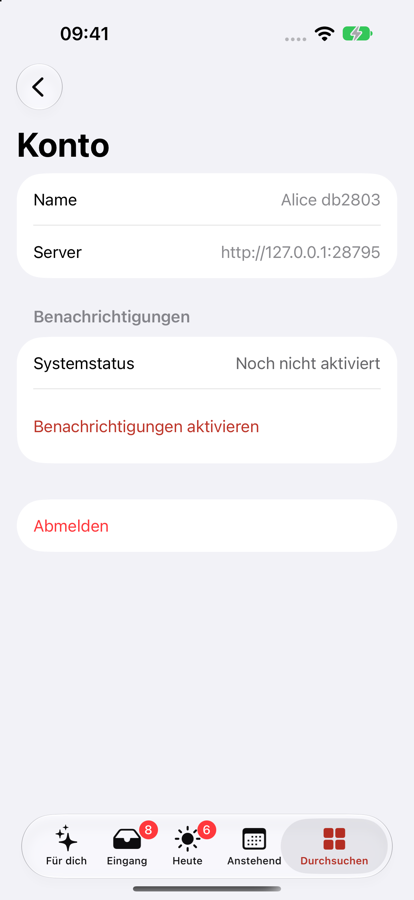 09:41
Konto
Name Alice db2803
Server http://127.0.0.1:28795
Benachrichtigungen
Systemstatus Noch nicht aktiviert
Benachrichtigungen aktivieren
Abmelden
8 6
Für dich Eingang Heute Anstehend Durchsuchen